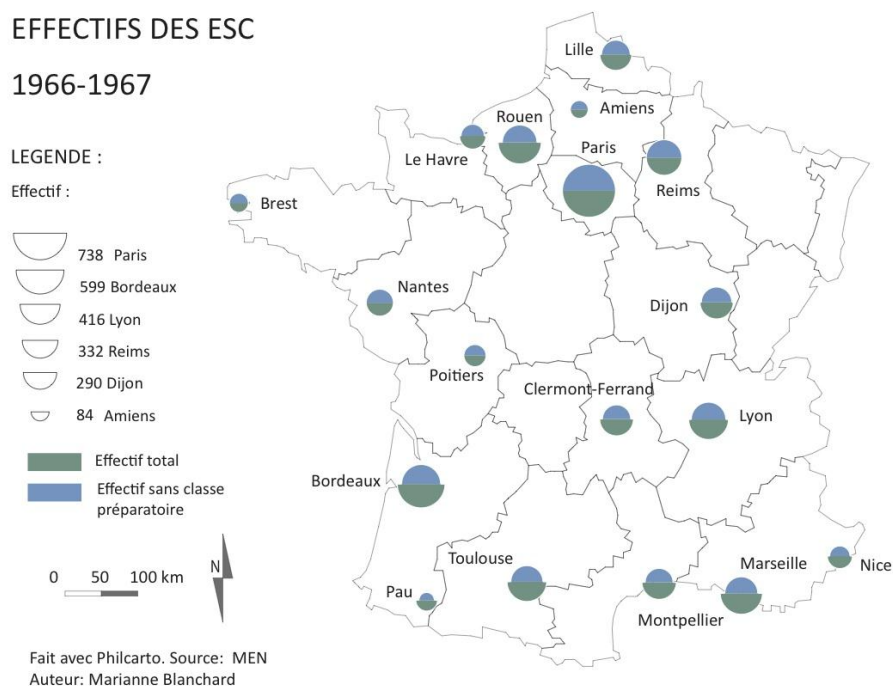 EFFECTIFS DES ESC
1966-1967
LEGENDE :
Effectif :
738 Paris
599 Bordeaux
416 Lyon
332 Reims
290 Dijon
84 Amiens
Effectif total
Effectif sans classe
préparatoire
N
0 50 100 km
Fait avec Philcarto. Source: MEN
Auteur: Marianne Blanchard
Lille
Amiens
Rouen
Le Havre
Paris
Reims
Brest
Nantes
Dijon
Poitiers
Clermont-Ferrand
Lyon
Bordeaux
Toulouse
Marseille
Nice
Pau
Montpellier